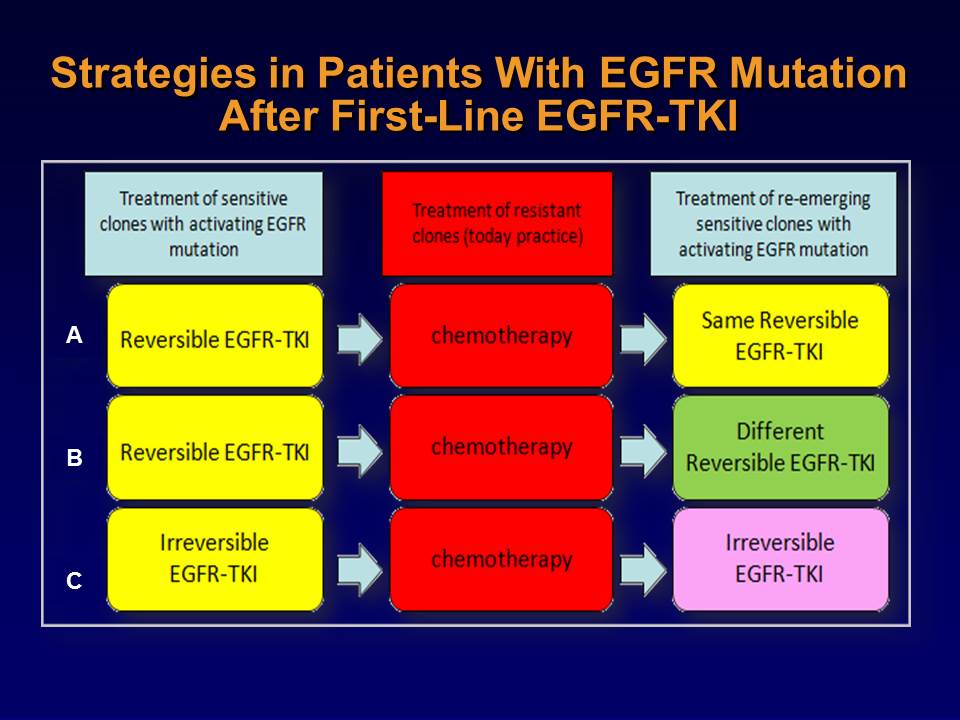 Strategies in Patients With EGFR Mutation
After First-Line EGFR-TKI
Treatment of sensitive
clones with activating EGFR
mutation
Treatment of resistant
clones (today practice)
Treatment of re-emerging
sensitive clones with
activating EGFR mutation
A
Reversible EGFR-TKI
chemotherapy
Same Reversible
EGFR-TKI
B
Reversible EGFR-TKI
chemotherapy
Different
Reversible EGFR-TKI
C
Irreversible
EGFR-TKI
chemotherapy
Irreversible
EGFR-TKI